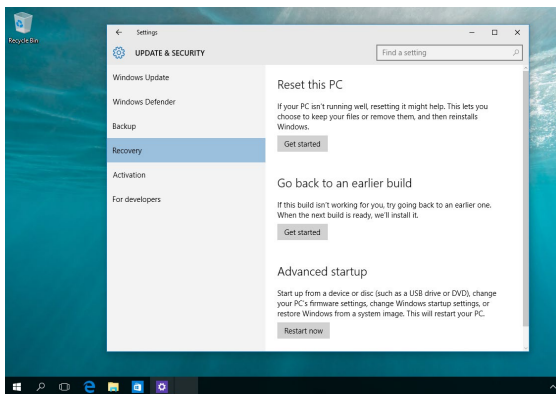 Recycle Bin
Settings
UPDATE & SECURITY
Find a setting
Windows Update
Windows Defender
Backup
Recovery
Activation
For developers
Reset this PC
If your PC isn't running well, resetting it might help. This lets you
choose to keep your files or remove them, and then reinstalls
Windows.
Get started
Go back to an earlier build
If this build isn't working for you, try going back to an earlier one.
When the next build is ready, we'll install it.
Get started
Advanced startup
Start up from a device or disc (such as a USB drive or DVD), change
your PC's firmware settings, change Windows startup settings, or
restore Windows from a system image. This will restart your PC.
Restart now